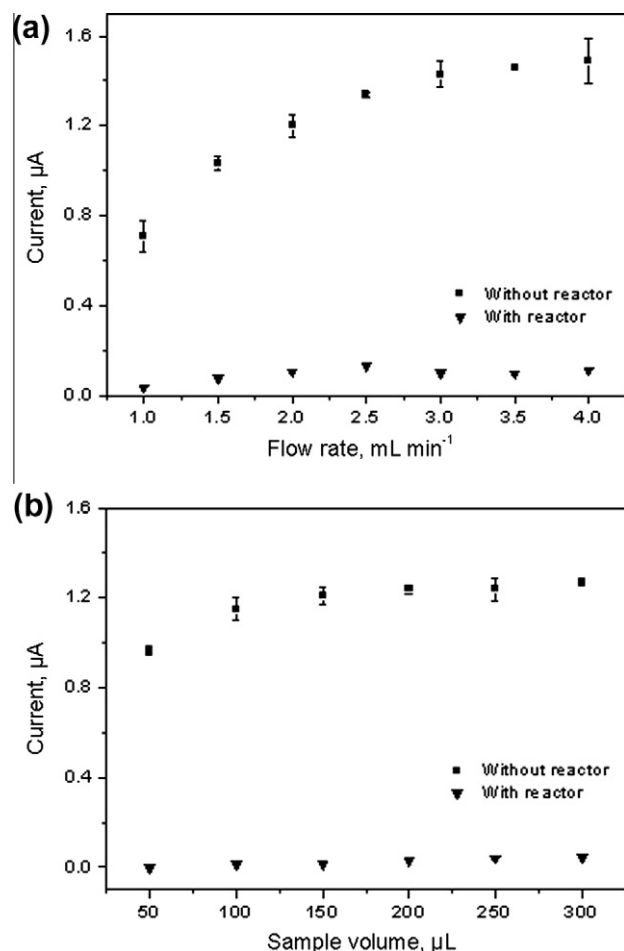 (a)
1.6
1.2
0.8
0.4
0.0
Current, µA
Without reactor
With reactor
1.0 1.5 2.0 2.5 3.0 3.5 4.0
Flow rate, mL min⁻¹
(b)
1.6
1.2
0.8
0.4
0.0
Current, µA
Without reactor
With reactor
50 100 150 200 250 300
Sample volume, µL